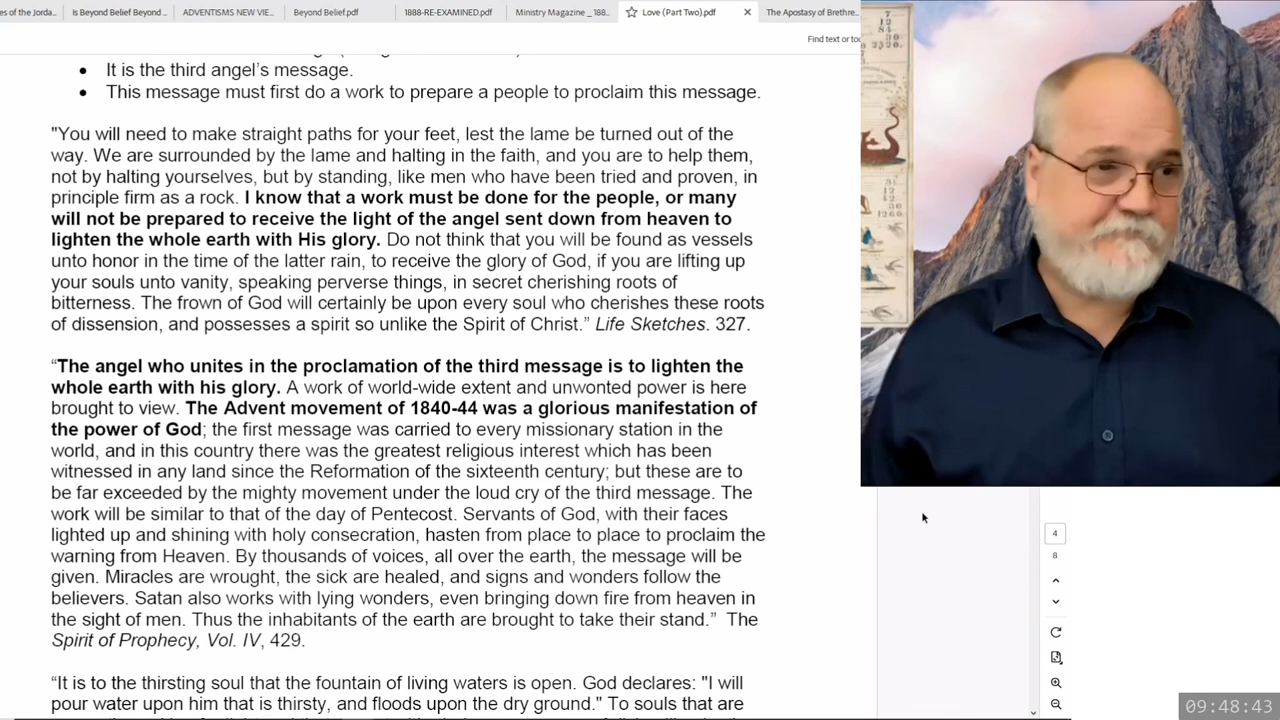 es of the Jorda...
Is Beyond Belief Beyond ...
ADVENTISMS NEW VIE...
Beyond Belief.pdf
1888-RE-EXAMINED.pdf
Ministry Magazine _ 188...
Love (Part Two).pdf
The Apostasy of Brethre...
Find text or too
• It is the third angel's message.
• This message must first do a work to prepare a people to proclaim this message.
"You will need to make straight paths for your feet, lest the lame be turned out of the
way. We are surrounded by the lame and halting in the faith, and you are to help them,
not by halting yourselves, but by standing, like men who have been tried and proven, in
principle firm as a rock. I know that a work must be done for the people, or many
will not be prepared to receive the light of the angel sent down from heaven to
lighten the whole earth with His glory. Do not think that you will be found as vessels
unto honor in the time of the latter rain, to receive the glory of God, if you are lifting up
your souls unto vanity, speaking perverse things, in secret cherishing roots of
bitterness. The frown of God will certainly be upon every soul who cherishes these roots
of dissension, and possesses a spirit so unlike the Spirit of Christ.” Life Sketches. 327.
“The angel who unites in the proclamation of the third message is to lighten the
whole earth with his glory. A work of world-wide extent and unwonted power is here
brought to view. The Advent movement of 1840-44 was a glorious manifestation of
the power of God; the first message was carried to every missionary station in the
world, and in this country there was the greatest religious interest which has been
witnessed in any land since the Reformation of the sixteenth century; but these are to
be far exceeded by the mighty movement under the loud cry of the third message. The
work will be similar to that of the day of Pentecost. Servants of God, with their faces
lighted up and shining with holy consecration, hasten from place to place to proclaim the
warning from Heaven. By thousands of voices, all over the earth, the message will be
given. Miracles are wrought, the sick are healed, and signs and wonders follow the
believers. Satan also works with lying wonders, even bringing down fire from heaven in
the sight of men. Thus the inhabitants of the earth are brought to take their stand.” The
Spirit of Prophecy, Vol. IV, 429.
“It is to the thirsting soul that the fountain of living waters is open. God declares: "I will
pour water upon him that is thirsty, and floods upon the dry ground." To souls that are
4
8
09:48:43